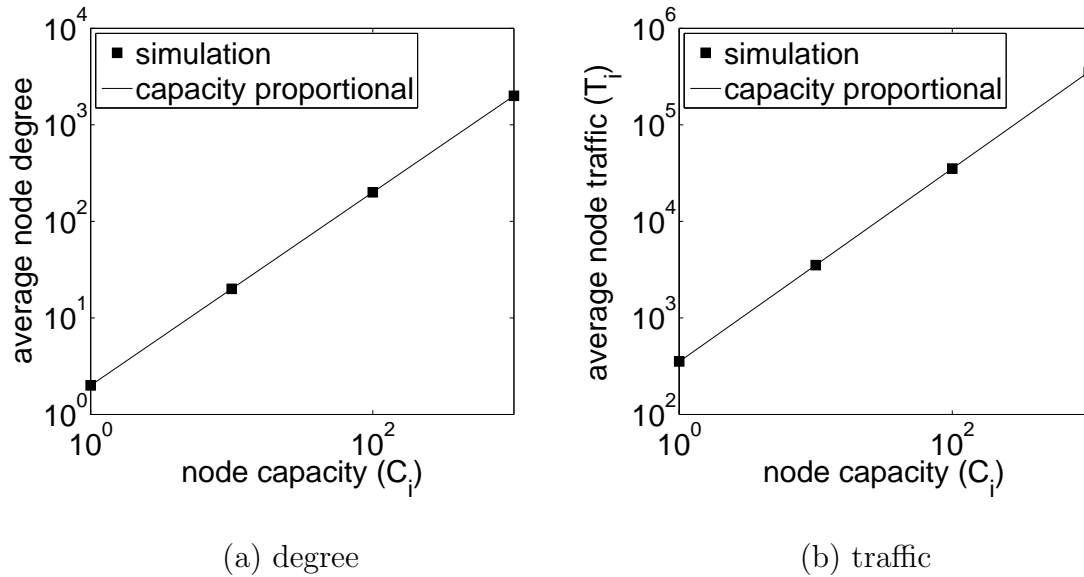 10^4
simulation
capacity proportional
10^3
10^2
10^1
10^0
average node degree
10^0
10^2
node capacity (C_i)
(a) degree
10^6
simulation
capacity proportional
10^5
10^4
10^3
10^2
average node traffic (T_i)
10^0
10^2
node capacity (C_i)
(b) traffic